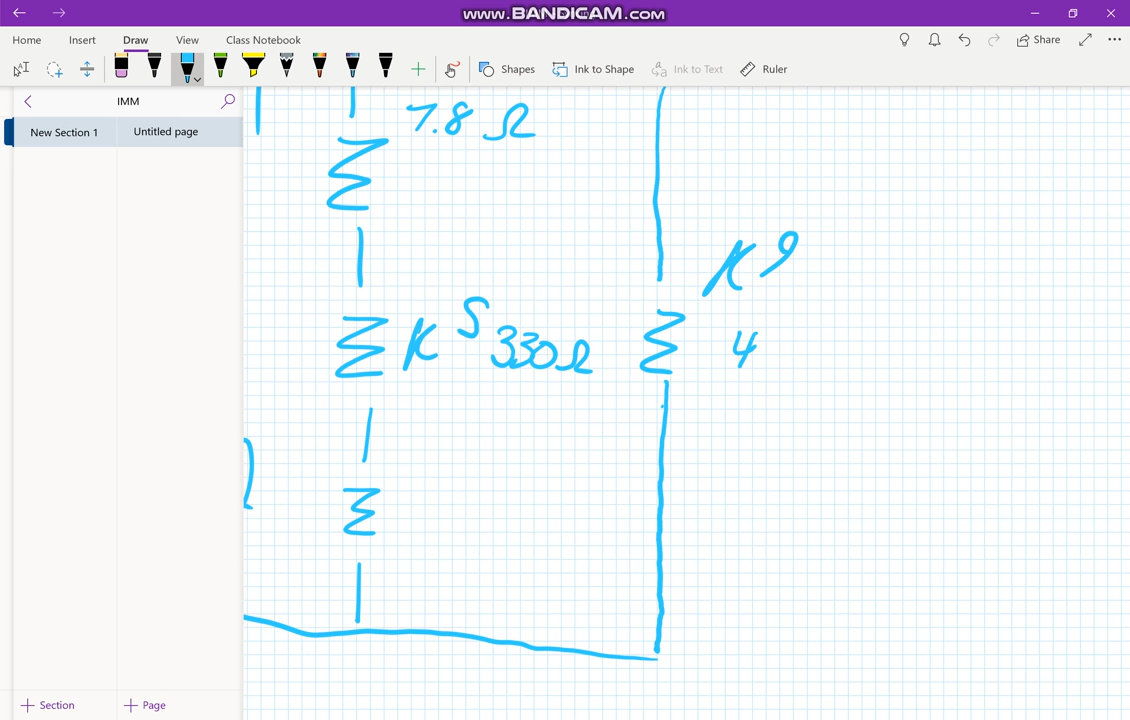 www.BANDICAM.com
Home Insert Draw View Class Notebook
Share
Shapes Ink to Shape Ink to Text Ruler
IMM
New Section 1 Untitled page
7.8 Ω
K 9
K S 330Ω 4
Section Page